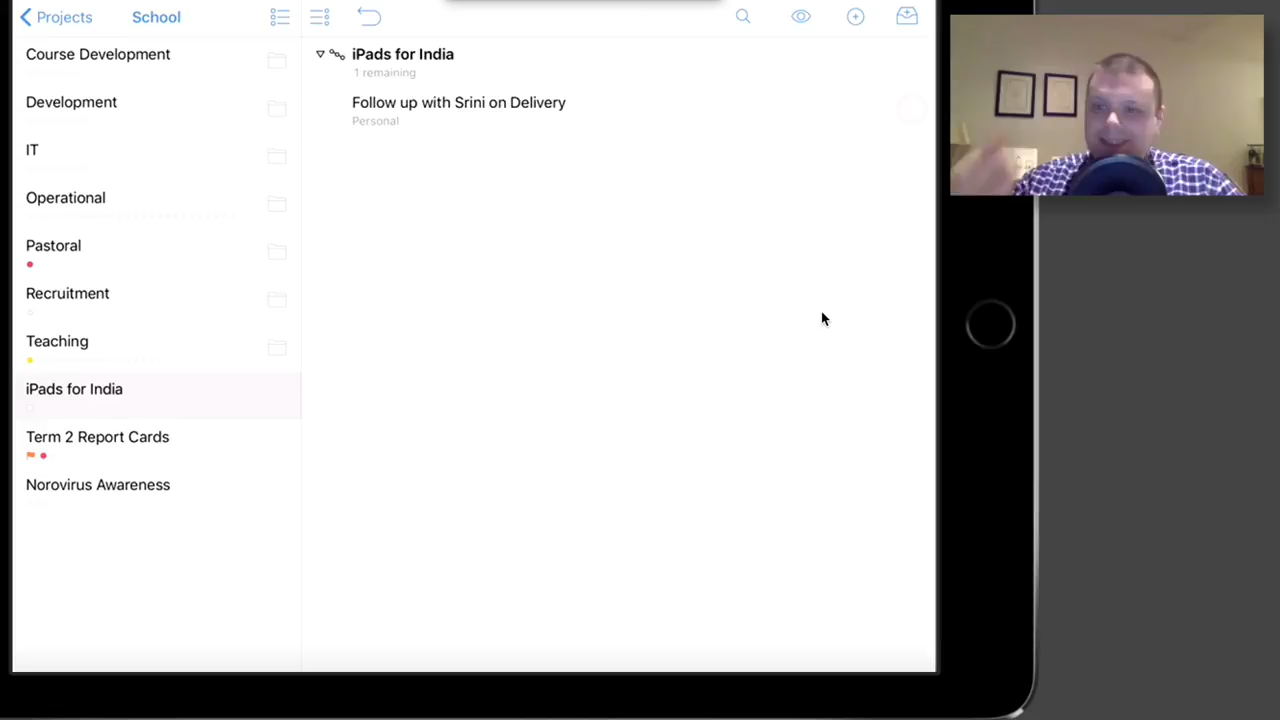 Projects
School
Course Development
Development
IT
Operational
Pastoral
Recruitment
Teaching
iPads for India
Term 2 Report Cards
Norovirus Awareness
iPads for India
1 remaining
Follow up with Srini on Delivery
Personal